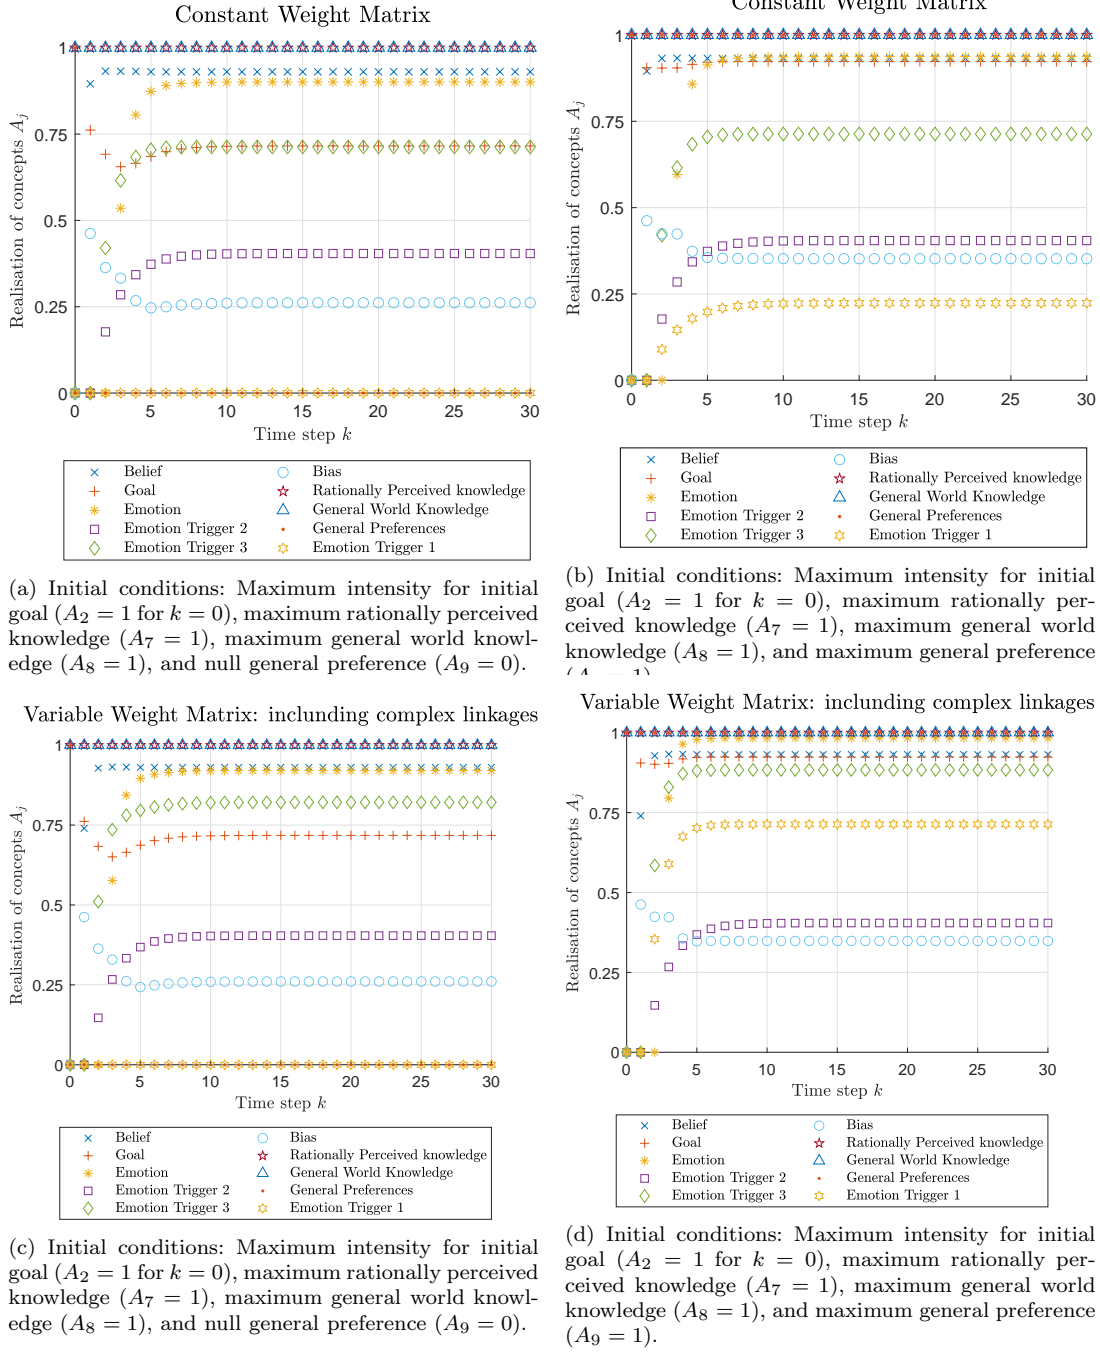 Constant Weight Matrix
1
0.75
0.5
0.25
0
Realisation of concepts A_j
0 5 10 15 20 25 30
Time step k
Belief Bias
Goal Rationally Perceived knowledge
Emotion General World Knowledge
Emotion Trigger 2 General Preferences
Emotion Trigger 3 Emotion Trigger 1
(a) Initial conditions: Maximum intensity for initial
goal (A_2 = 1 for k = 0), maximum rationally perceived
knowledge (A_7 = 1), maximum general world knowl-
edge (A_8 = 1), and null general preference (A_9 = 0).
Constant Weight Matrix
1
0.75
0.5
0.25
0
Realisation of concepts A_j
0 5 10 15 20 25 30
Time step k
Belief Bias
Goal Rationally Perceived knowledge
Emotion General World Knowledge
Emotion Trigger 2 General Preferences
Emotion Trigger 3 Emotion Trigger 1
(b) Initial conditions: Maximum intensity for initial
goal (A_2 = 1 for k = 0), maximum rationally per-
ceived knowledge (A_7 = 1), maximum general world
knowledge (A_8 = 1), and maximum general preference
Variable Weight Matrix: inclunding complex linkages
1
0.75
0.5
0.25
0
Realisation of concepts A_j
0 5 10 15 20 25 30
Time step k
Belief Bias
Goal Rationally Perceived knowledge
Emotion General World Knowledge
Emotion Trigger 2 General Preferences
Emotion Trigger 3 Emotion Trigger 1
(c) Initial conditions: Maximum intensity for initial
goal (A_2 = 1 for k = 0), maximum rationally perceived
knowledge (A_7 = 1), maximum general world knowl-
edge (A_8 = 1), and null general preference (A_9 = 0).
Variable Weight Matrix: inclunding complex linkages
1
0.75
0.5
0.25
0
Realisation of concepts A_j
0 5 10 15 20 25 30
Time step k
Belief Bias
Goal Rationally Perceived knowledge
Emotion General World Knowledge
Emotion Trigger 2 General Preferences
Emotion Trigger 3 Emotion Trigger 1
(d) Initial conditions: Maximum intensity for initial
goal (A_2 = 1 for k = 0), maximum rationally per-
ceived knowledge (A_7 = 1), maximum general world
knowledge (A_8 = 1), and maximum general preference
(A_9 = 1).